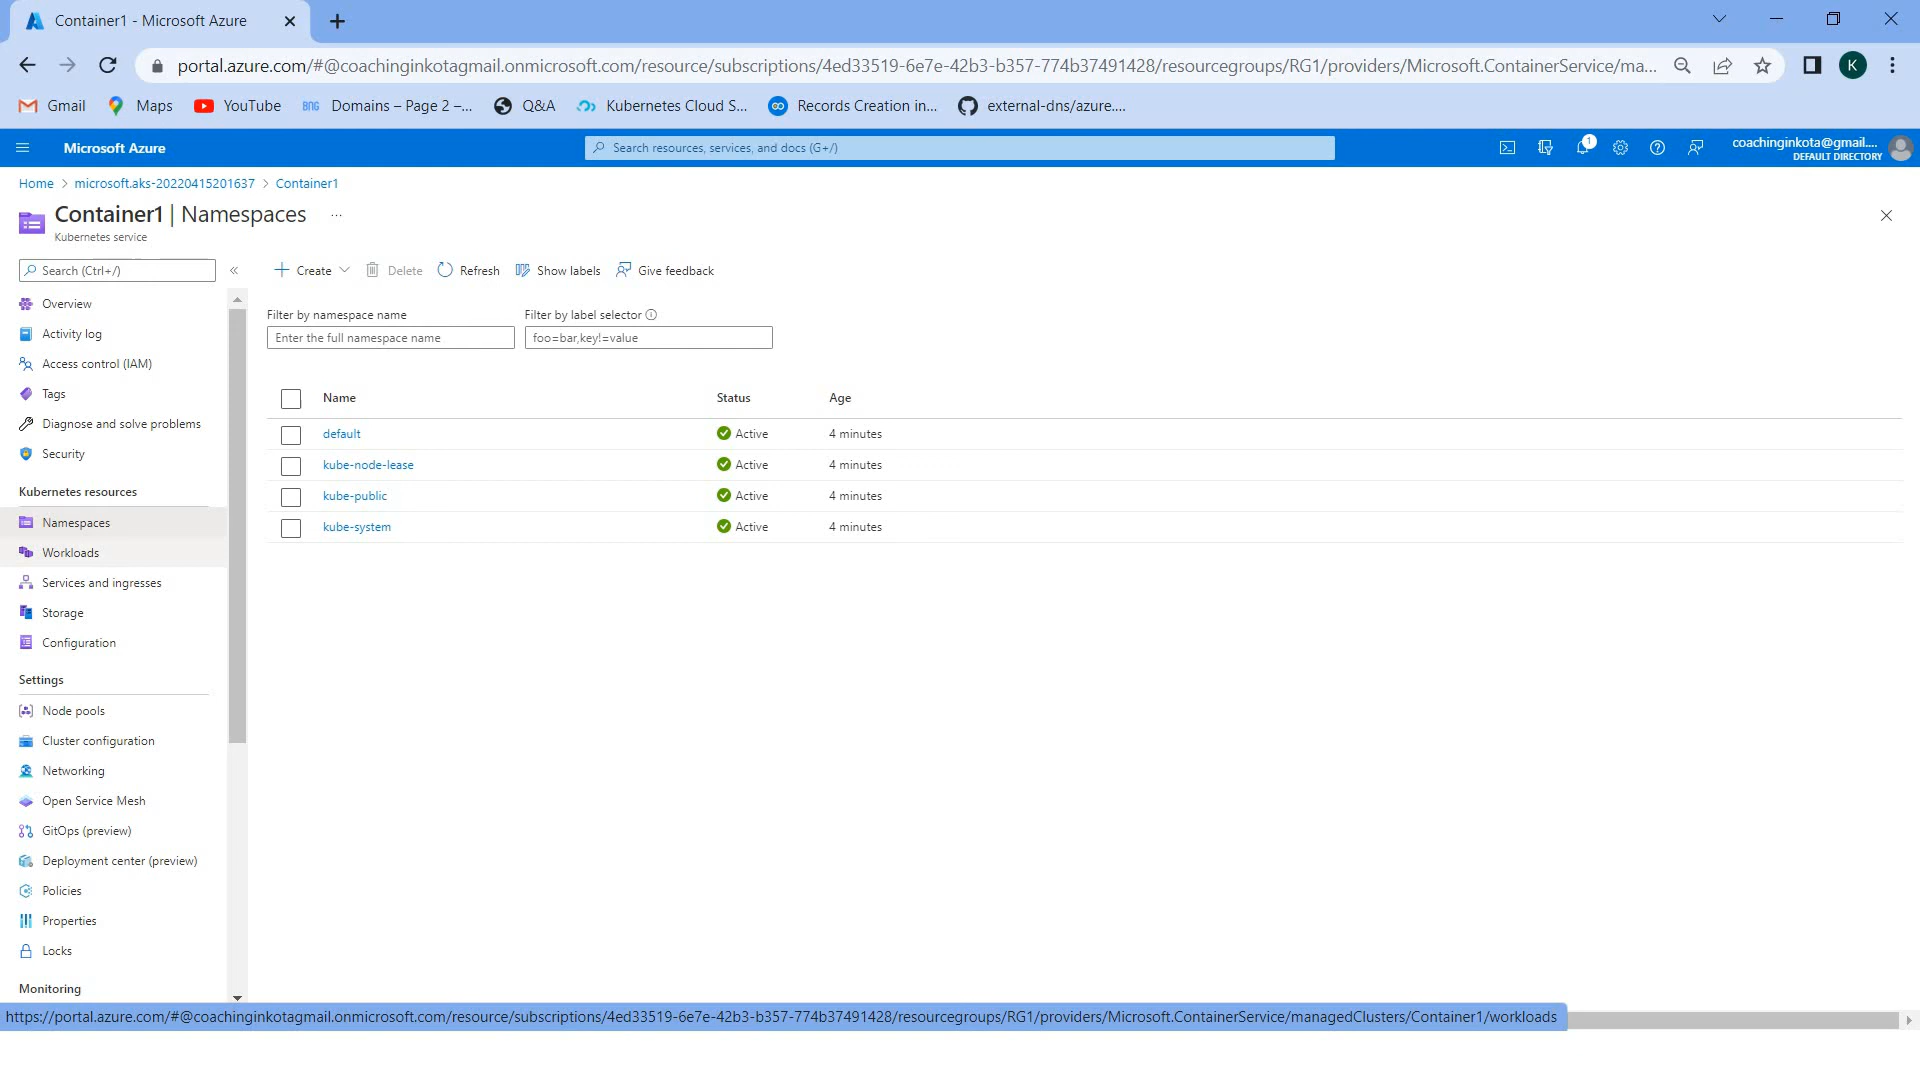 Container1 - Microsoft Azure
portal.azure.com/#@coachinginkotagmail.onmicrosoft.com/resource/subscriptions/4ed33519-6e7e-42b3-b357-774b37491428/resourcegroups/RG1/providers/Microsoft.ContainerService/ma...
K
Gmail
Maps
YouTube
BNG Domains – Page 2 –...
Q&A
Kubernetes Cloud S...
Records Creation in...
external-dns/azure....
Microsoft Azure
Search resources, services, and docs (G+/)
1
coachinginkota@gmail....
DEFAULT DIRECTORY
Home > microsoft.aks-20220415201637 > Container1
Container1 | Namespaces ...
Kubernetes service
Search (Ctrl+/)
Create
Delete
Refresh
Show labels
Give feedback
Overview
Activity log
Access control (IAM)
Tags
Diagnose and solve problems
Security
Kubernetes resources
Namespaces
Workloads
Services and ingresses
Storage
Configuration
Settings
Node pools
Cluster configuration
Networking
Open Service Mesh
GitOps (preview)
Deployment center (preview)
Policies
Properties
Locks
Monitoring
Filter by namespace name
Enter the full namespace name
Filter by label selector
foo=bar,key!=value
Name Status Age
default Active 4 minutes
kube-node-lease Active 4 minutes
kube-public Active 4 minutes
kube-system Active 4 minutes
https://portal.azure.com/#@coachinginkotagmail.onmicrosoft.com/resource/subscriptions/4ed33519-6e7e-42b3-b357-774b37491428/resourcegroups/RG1/providers/Microsoft.ContainerService/managedClusters/Container1/workloads